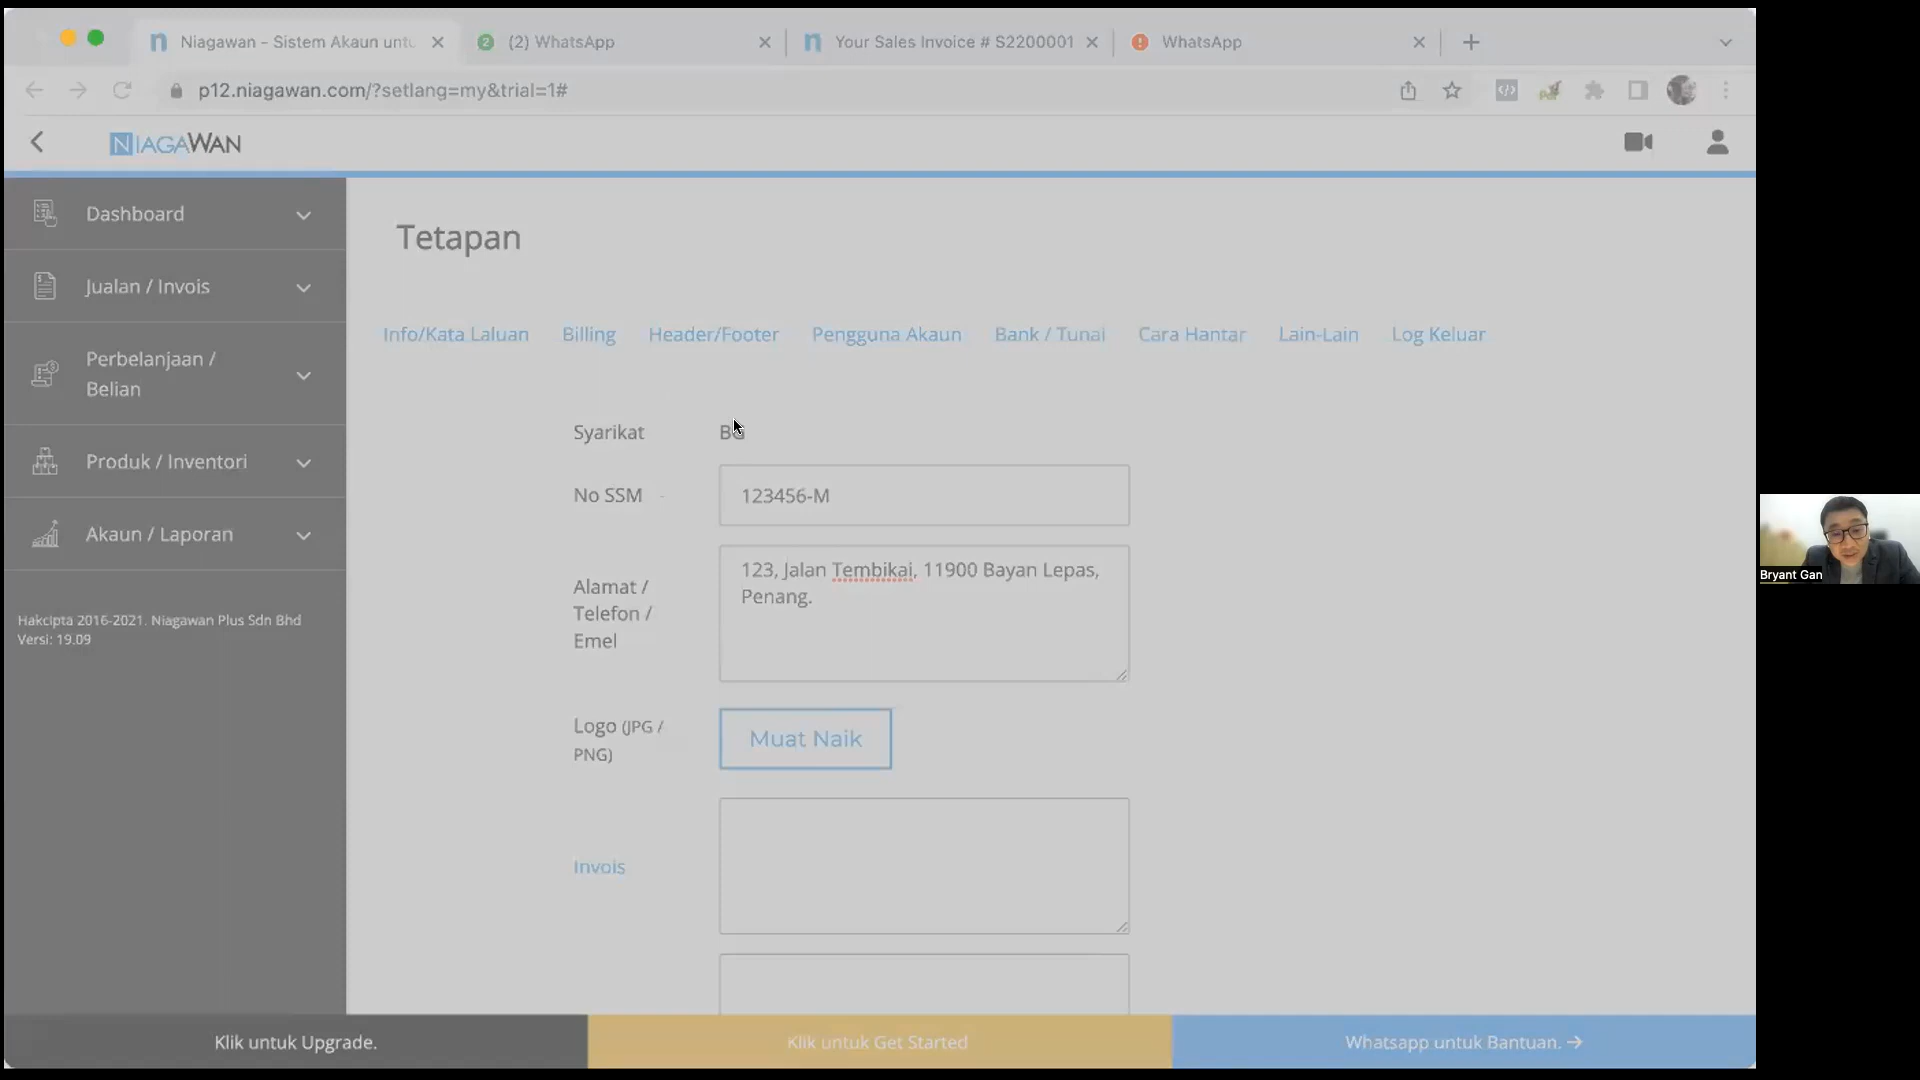 Niagawan - Sistem Akaun untu
2 (2) WhatsApp
Your Sales Invoice # S2200001
WhatsApp
p12.niagawan.com/?setlang=my&trial=1#
NIAGAWAN
Dashboard
Jualan / Invois
Perbelanjaan /
Belian
Produk / Inventori
Akaun / Laporan
Hakcipta 2016-2021. Niagawan Plus Sdn Bhd
Versi: 19.09
Tetapan
Info/Kata Laluan
Billing
Header/Footer
Pengguna Akaun
Bank / Tunai
Cara Hantar
Lain-Lain
Log Keluar
Syarikat
BG
No SSM -
123456-M
Alamat /
Telefon /
Emel
123, Jalan Tembikai, 11900 Bayan Lepas,
Penang.
Logo (JPG /
PNG)
Muat Naik
Invois
Klik untuk Upgrade.
Klik untuk Get Started
Whatsapp untuk Bantuan. →
Bryant Gan